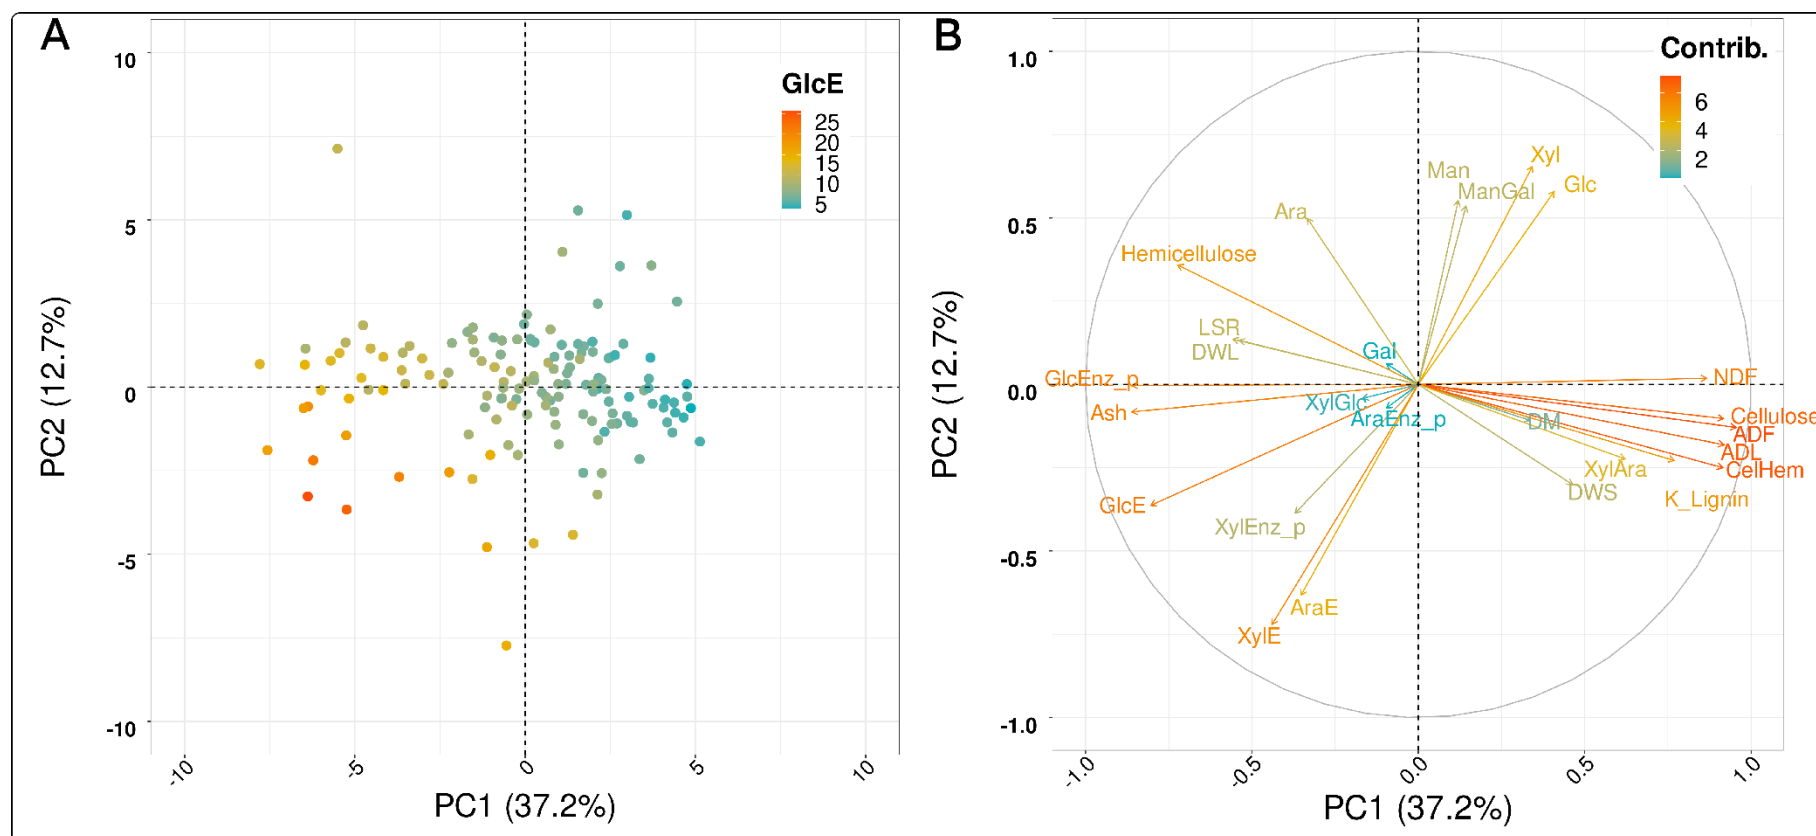 A
10
5
0
-5
-10
-10
-5
0
5
10
PC1 (37.2%)
PC2 (12.7%)
GlcE
25
20
15
10
5
B
1.0
0.5
0.0
-0.5
-1.0
-1.0
-0.5
0.0
0.5
1.0
PC1 (37.2%)
PC2 (12.7%)
Contrib.
6
4
2
Xyl
Man
Glc
ManGal
Ara
Hemicellulose
LSR
DWL
Gal
GlcEnz_p
NDF
XylGlc
Ash
AraEnz_p
DM
Cellulose
ADF
ADL
XylAra
CelHem
DWS
K_Lignin
GlcE
XylEnz_p
AraE
XylE